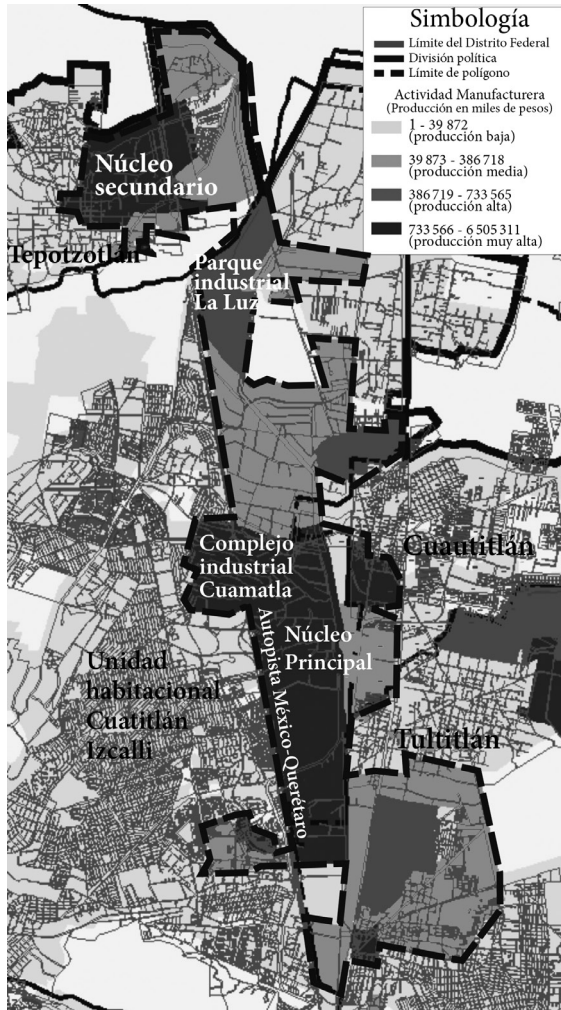 Simbología
Límite del Distrito Federal
División política
Límite de polígono
Actividad Manufacturera
(Producción en miles de pesos)
1 - 39 872
(producción baja)
39 873 - 386 718
(producción media)
386 719 - 733 565
(producción alta)
733 566 - 6 505 311
(producción muy alta)
Núcleo
secundario
Tepotzotlán
Parque
industrial
La Luz
Complejo
industrial
Cuamatla
Cuautitlán
Núcleo
Principal
Autopista México-Querétaro
Unidad
habitacional
Cuatitlán
Izcalli
Tultitlán